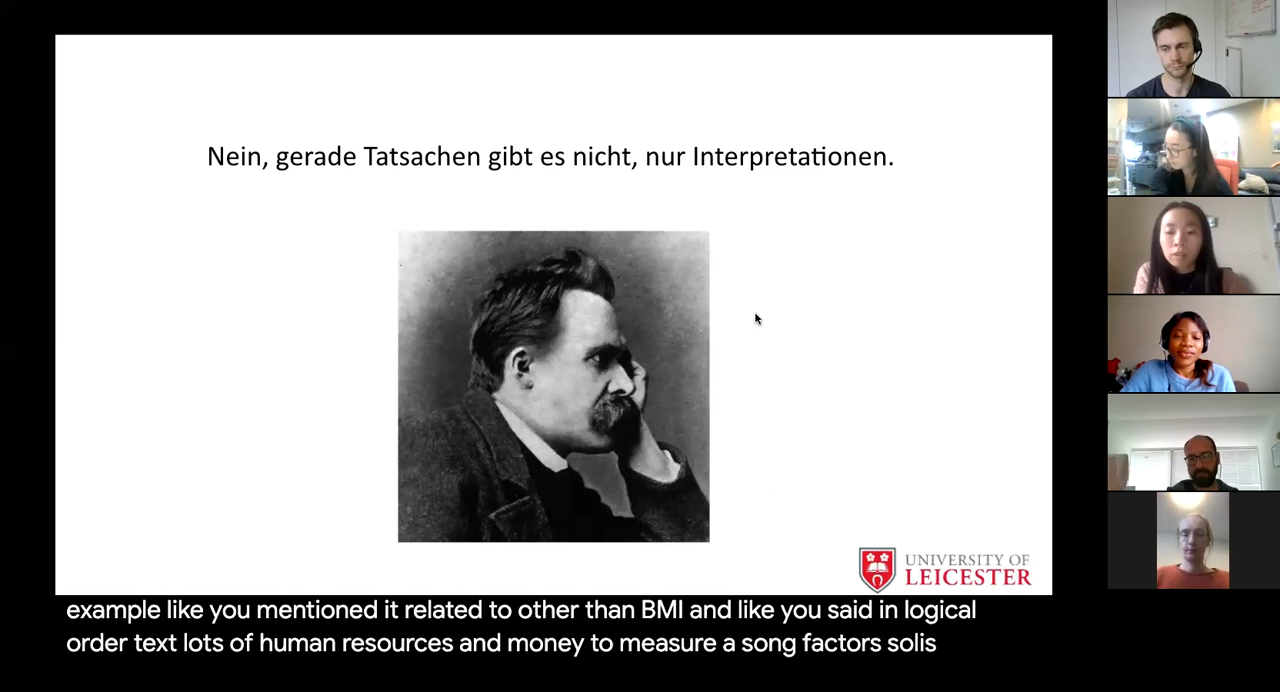 Nein, gerade Tatsachen gibt es nicht, nur Interpretationen.
UNIVERSITY OF
LEICESTER
example like you mentioned it related to other than BMI and like you said in logical
order text lots of human resources and money to measure a song factors solis